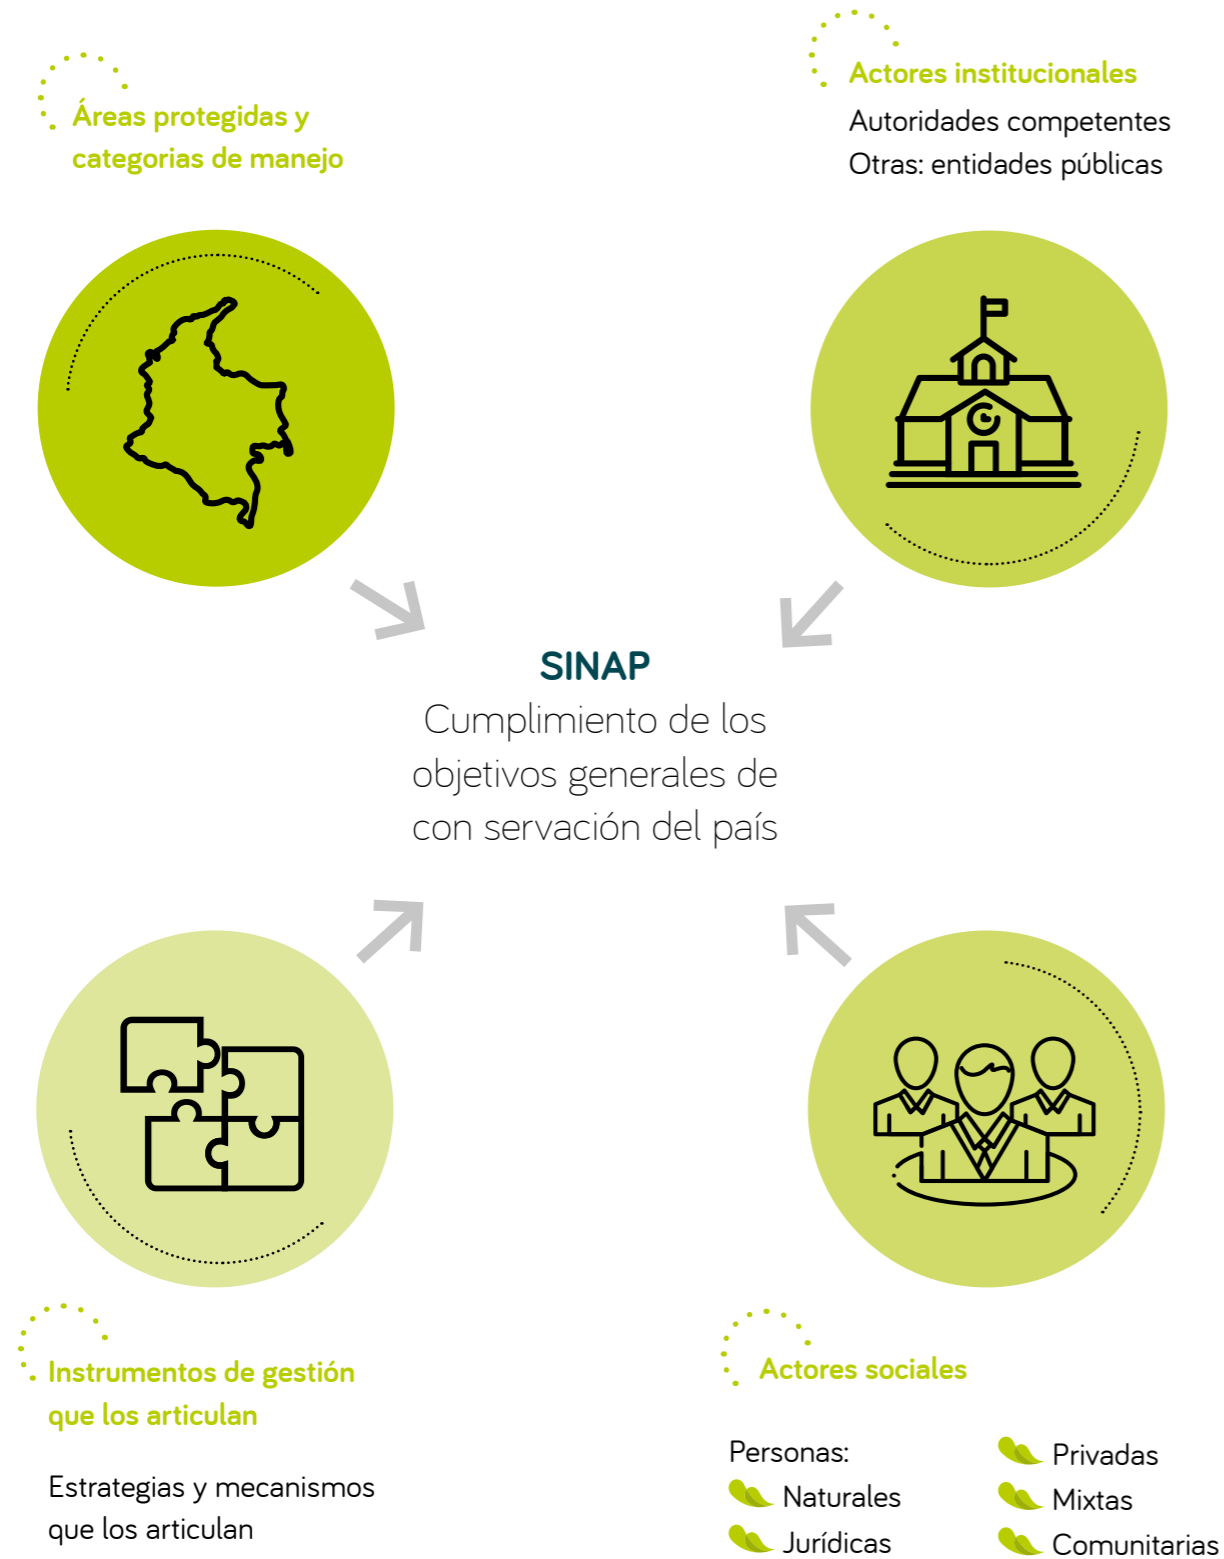 Áreas protegidas y
categorias de manejo
Actores institucionales
Autoridades competentes
Otras: entidades públicas
SINAP
Cumplimiento de los
objetivos generales de
con servación del país
Instrumentos de gestión
que los articulan
Estrategias y mecanismos
que los articulan
Actores sociales
Personas:
Naturales
Jurídicas
Privadas
Mixtas
Comunitarias